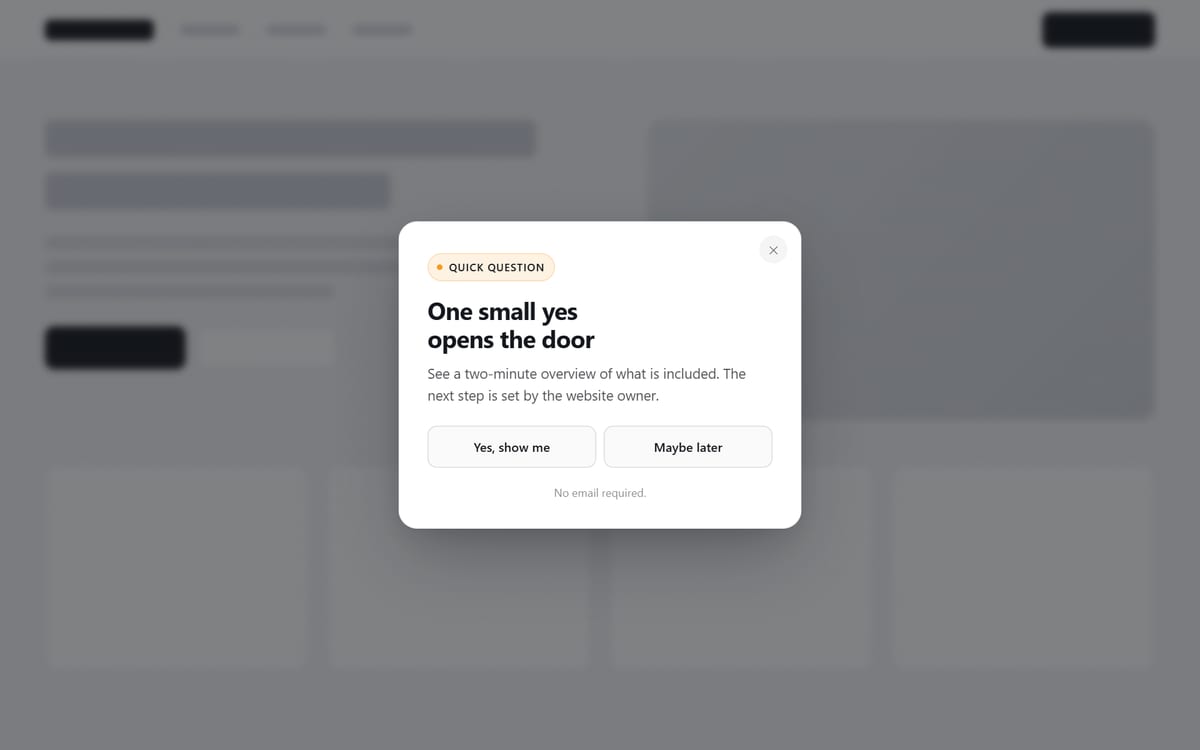 QUICK QUESTION
One small yes
opens the door
See a two-minute overview of what is included. The
next step is set by the website owner.
Yes, show me
Maybe later
No email required.